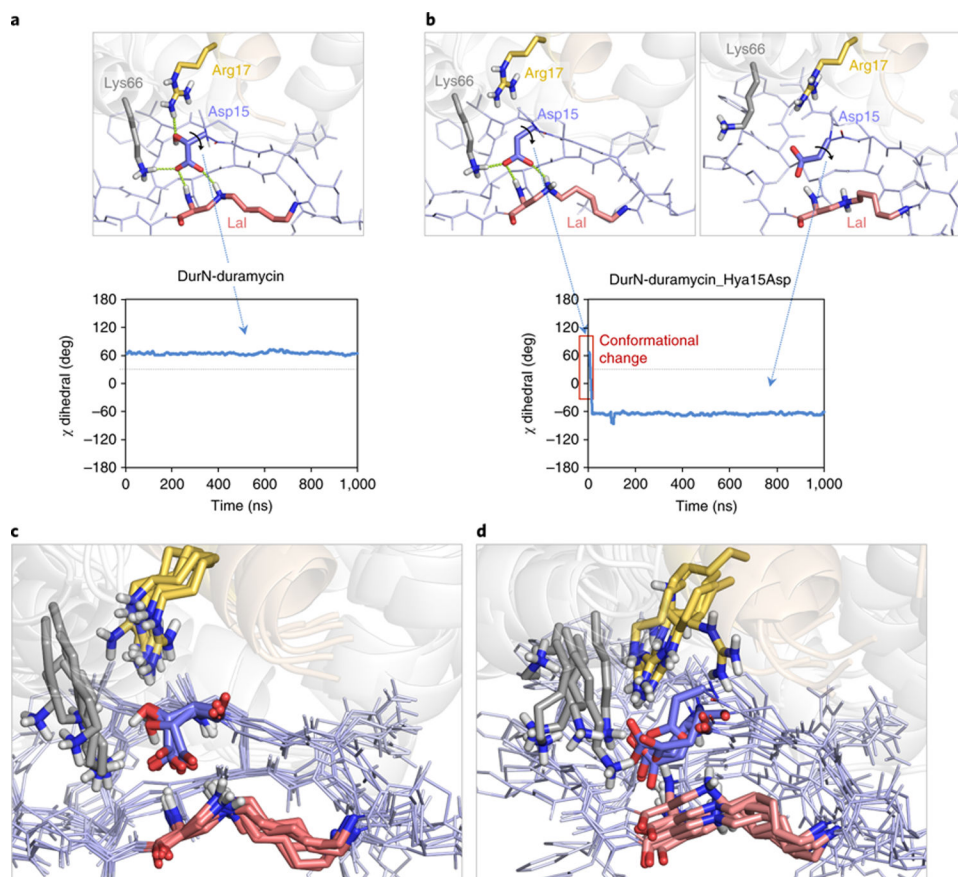 a
b
Lys66
Arg17
Asp15
Lal
Lys66
Arg17
Asp15
Lal
Lys66
Arg17
Asp15
Lal
DurN-duramycin
180
120
60
0
−60
−120
−180
χ dihedral (deg)
0 200 400 600 800 1,000
Time (ns)
DurN-duramycin_Hya15Asp
180
120
60
0
−60
−120
−180
χ dihedral (deg)
Conformational
change
0 200 400 600 800 1,000
Time (ns)
c
d